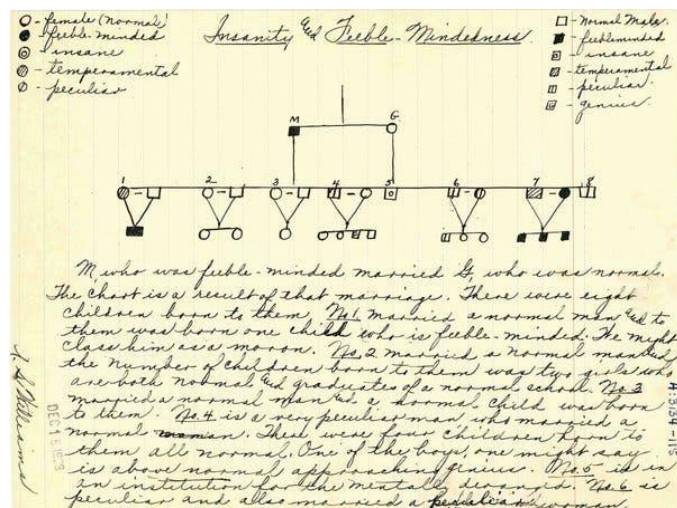 Insanity and Feeble-Mindedness
- female (normal)
- feeble minded
- insane
- temperamental
- peculiar
- Normal Male
- feebleminded
- insane
- temperamental
- peculiar
- genius
M G
1 2 3 4 5 6 7 8
M who was feeble-minded married G, who was normal.
The chart is a result of that marriage. There were eight
children born to them. No 1 married a normal man and to
them was born one child who is feeble-minded. We might
class him as a moron. No. 2 married a normal man and
the number of children born to them was two girls who
are both normal and graduates of a normal school. No 3
married a normal man and a normal child was born
to them. No. 4 is a very peculiar man who married a
normal woman. There were four children born to
them all normal. One of the boys, one might say
is above normal approaching genius. No. 5 is in
an institution for the mentally deranged. No. 6 is
peculiar and also married a peculiar woman.
Williams
DEC 15
A:3134-115